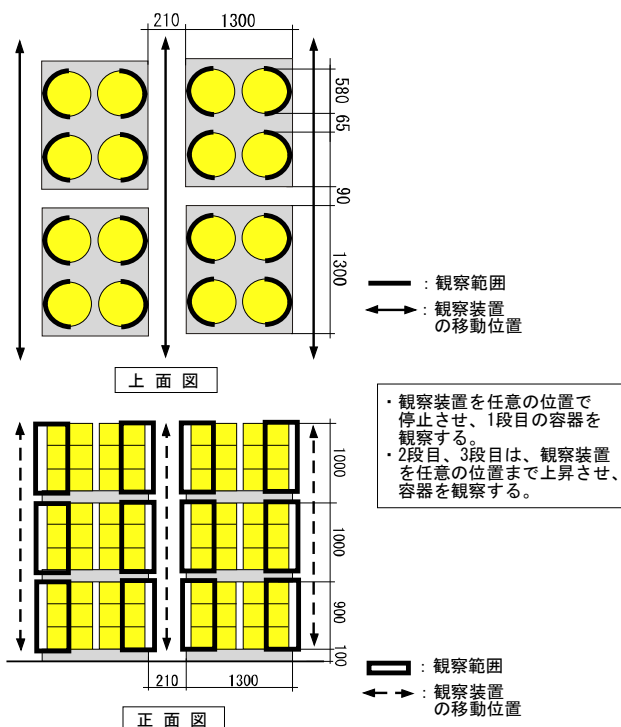 210
1300
580
65
90
1300
：観察範囲
：観察装置
の移動位置
上面図
・観察装置を任意の位置で
停止させ、1段目の容器を
観察する。
・2段目、3段目は、観察装置
を任意の位置まで上昇させ、
容器を観察する。
1000
1000
900
100
：観察範囲
：観察装置
の移動位置
210
1300
正面図